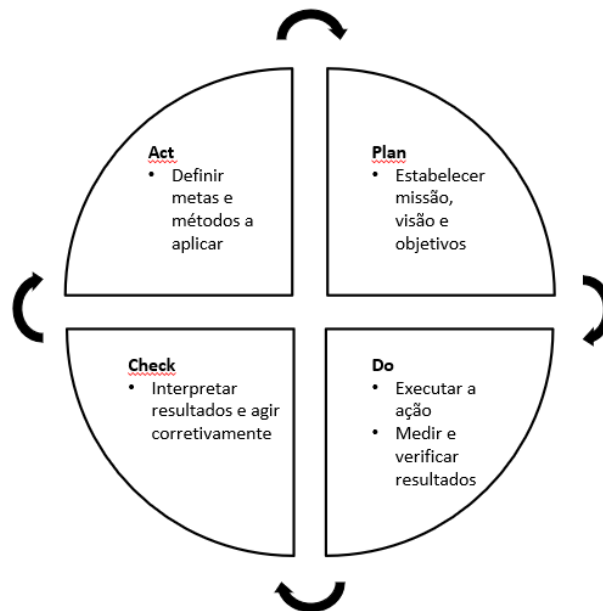 Act
• Definir
metas e
métodos a
aplicar
Plan
• Estabelecer
missão,
visão e
objetivos
Check
• Interpretar
resultados e agir
corretivamente
Do
• Executar a
ação
• Medir e
verificar
resultados